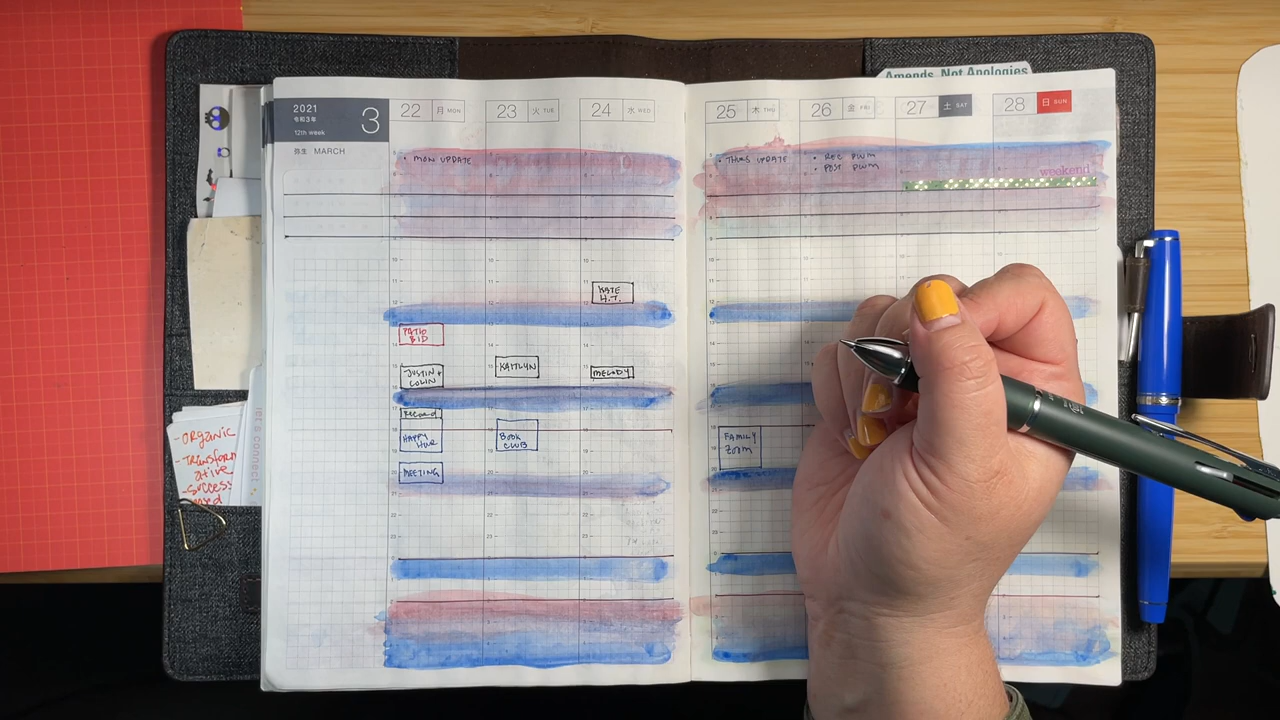 Amends, Not Apologies
2021
令和3年
12th week
3
弥生 MARCH
22 月 MON
23 火 TUE
24 水 WED
25 木 THU
26 金 FRI
27 土 SAT
28 日 SUN
• MON UPDATE
• THURS UPDATE
• REC PWM
• POST PWM
weekend
KATE
H.T.
PATIO
BID
JUSTIN +
COLIN
KAITLYN
MELODY
Record
HAPPY
HOUR
BOOK
CLUB
FAMILY
ZOOM
MEETING
- ORGANIC
- TRANSFORM
ATIVE
- SUCCESS
let's connect